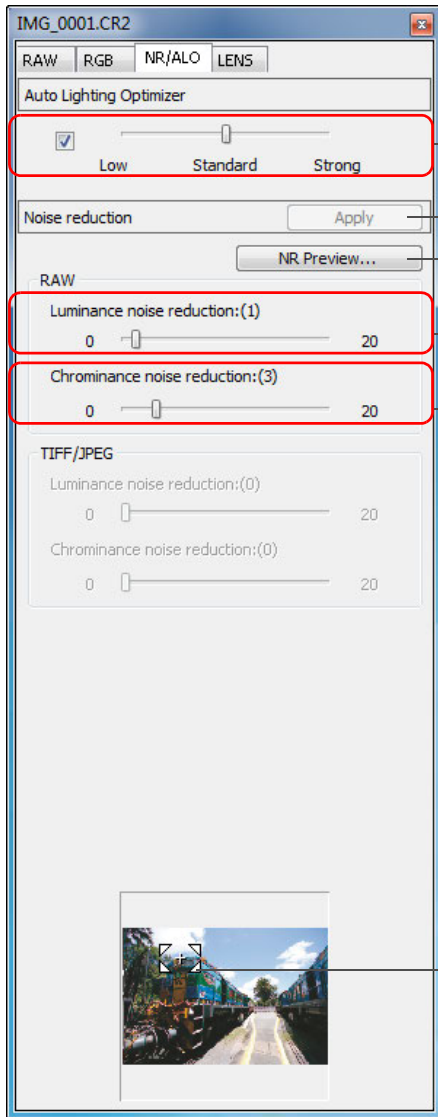 IMG_0001.CR2
RAW RGB NR/ALO LENS
Auto Lighting Optimizer
Low Standard Strong
Noise reduction Apply
NR Preview...
RAW
Luminance noise reduction:(1)
0 20
Chrominance noise reduction:(3)
0 20
TIFF/JPEG
Luminance noise reduction:(0)
0 20
Chrominance noise reduction:(0)
0 20